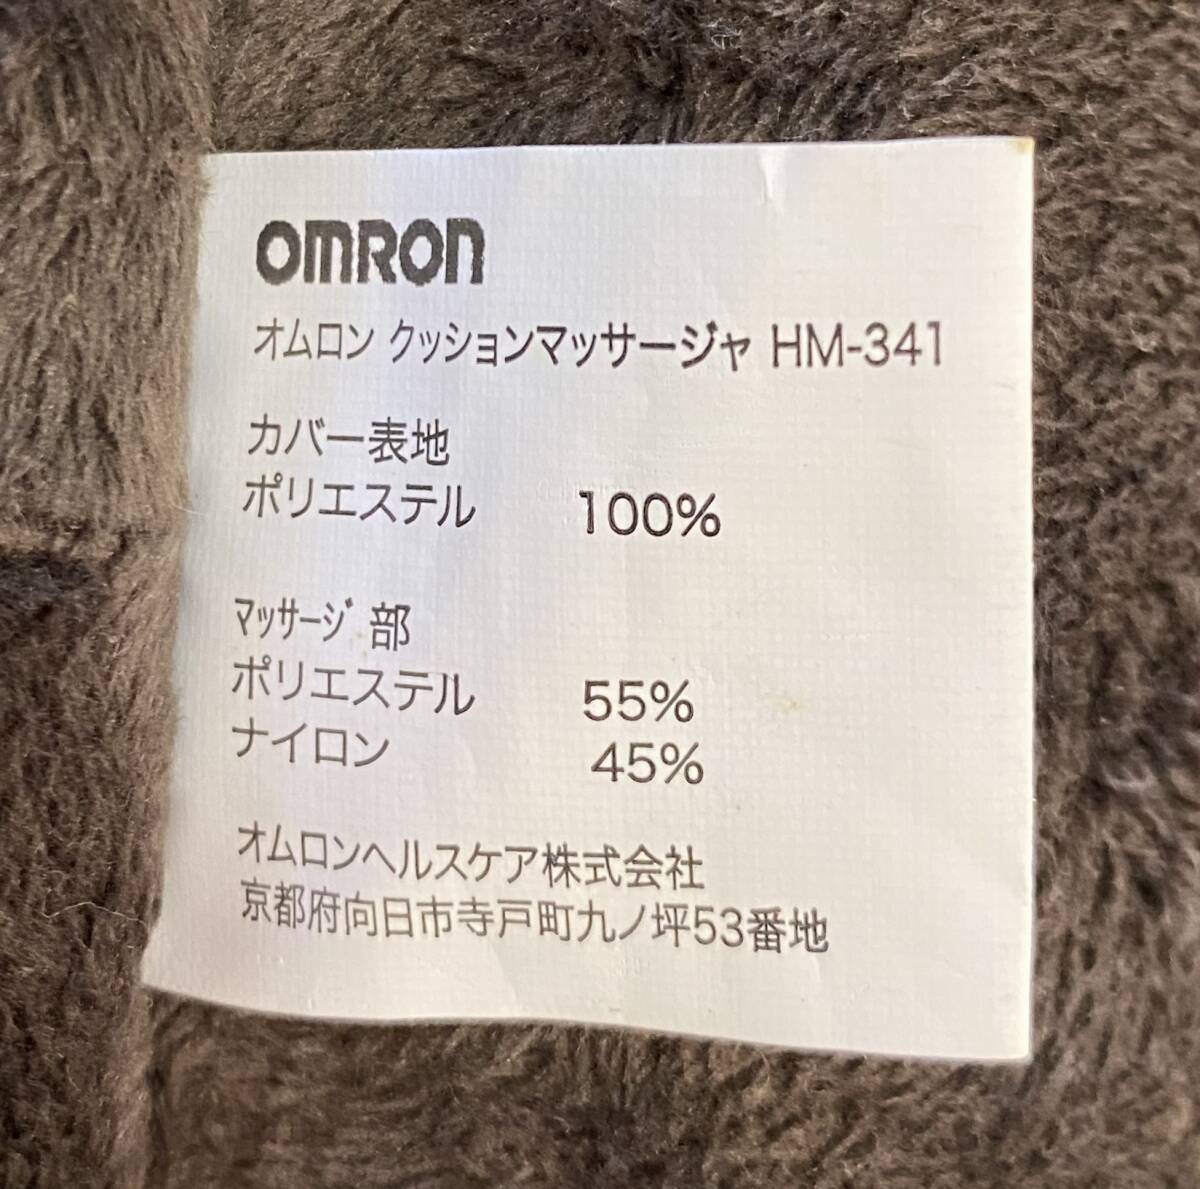 OMRON
オムロン クッションマッサージャ HM-341
カバー表地
ポリエステル 100%
ﾏｯｻｰｼﾞ 部
ポリエステル 55%
ナイロン 45%
オムロンヘルスケア株式会社
京都府向日市寺戸町九ノ坪53番地